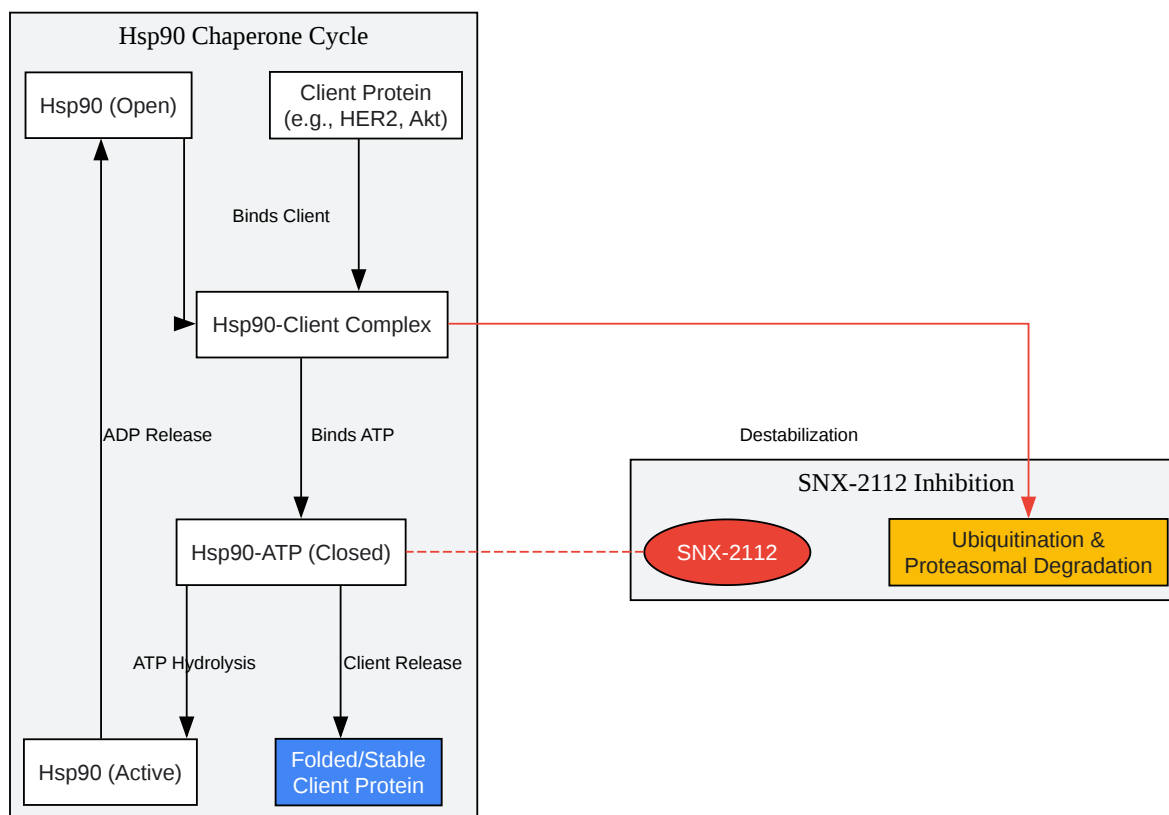 Hsp90 Chaperone Cycle
Hsp90 (Open)
Client Protein
(e.g., HER2, Akt)
Binds Client
Hsp90-Client Complex
ADP Release
Binds ATP
Destabilization
SNX-2112 Inhibition
Hsp90-ATP (Closed)
SNX-2112
Ubiquitination &
Proteasomal Degradation
ATP Hydrolysis
Client Release
Hsp90 (Active)
Folded/Stable
Client Protein